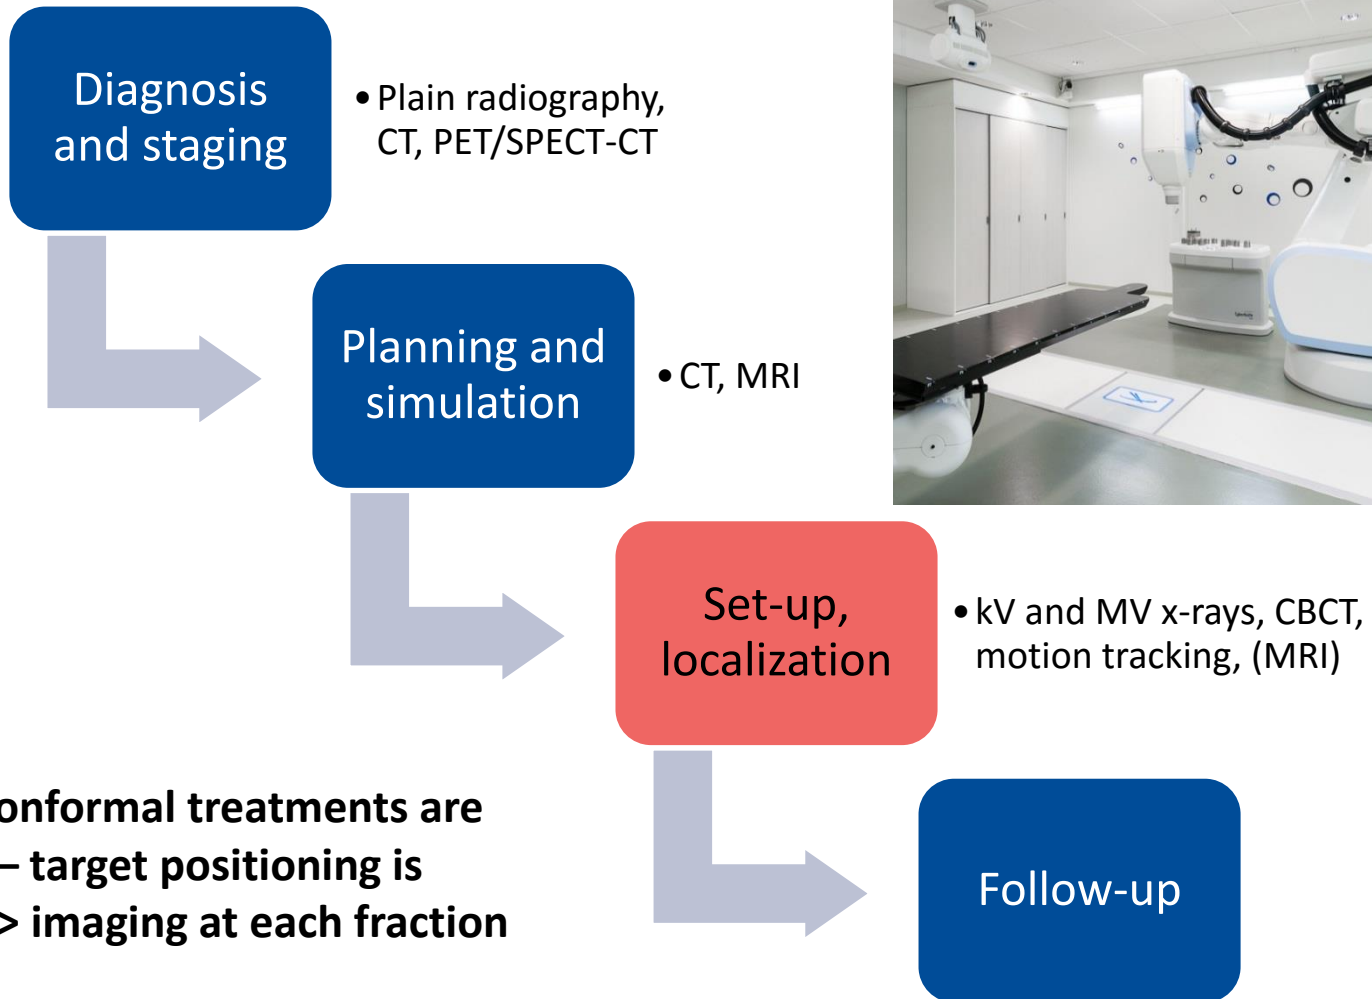 Diagnosis
and staging
• Plain radiography,
CT, PET/SPECT-CT
Planning and
simulation
• CT, MRI
Set-up,
localization
• kV and MV x-rays, CBCT,
motion tracking, (MRI)
onformal treatments are
– target positioning is
> imaging at each fraction
Follow-up